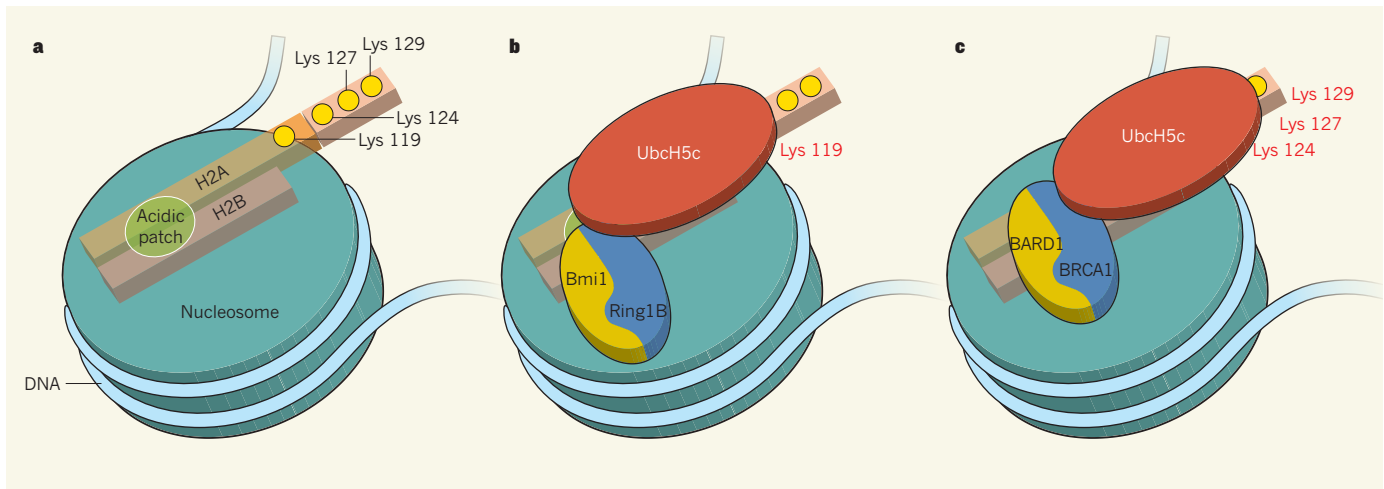 a
Lys 127
Lys 129
Lys 124
Lys 119
H2A
H2B
Acidic
patch
Nucleosome
DNA
b
UbcH5c
Lys 119
Bmi1
Ring1B
c
UbcH5c
Lys 129
Lys 127
Lys 124
BARD1
BRCA1